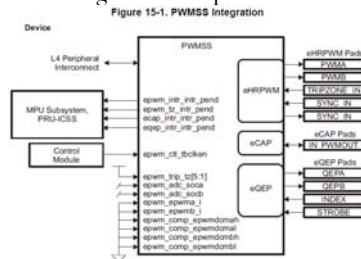 Figure 15-1. PWMSS Integration
Device
PWMSS
L4 Peripheral
Interconnect
MPU Subsystem,
PRU-ICSS
epwm_intr_intr_pend
epwm_tz_intr_pend
ecap_intr_intr_pend
eqep_intr_intr_pend
Control
Module
epwm_ctl_tbclken
epwm_trip_tz[5:1]
epwm_adc_soca
epwm_adc_socb
epwm_epwma_i
epwm_epwmb_i
epwm_comp_epwmdomah
epwm_comp_epwmdomal
epwm_comp_epwmdombh
epwm_comp_epwmdombl
eHRPWM
eCAP
eQEP
eHRPWM Pads
PWMA
PWMB
TRIPZONE_IN
SYNC_IN
SYNC_IN
eCAP Pads
IN_PWMOUT
eQEP Pads
QEPA
QEPB
INDEX
STROBE